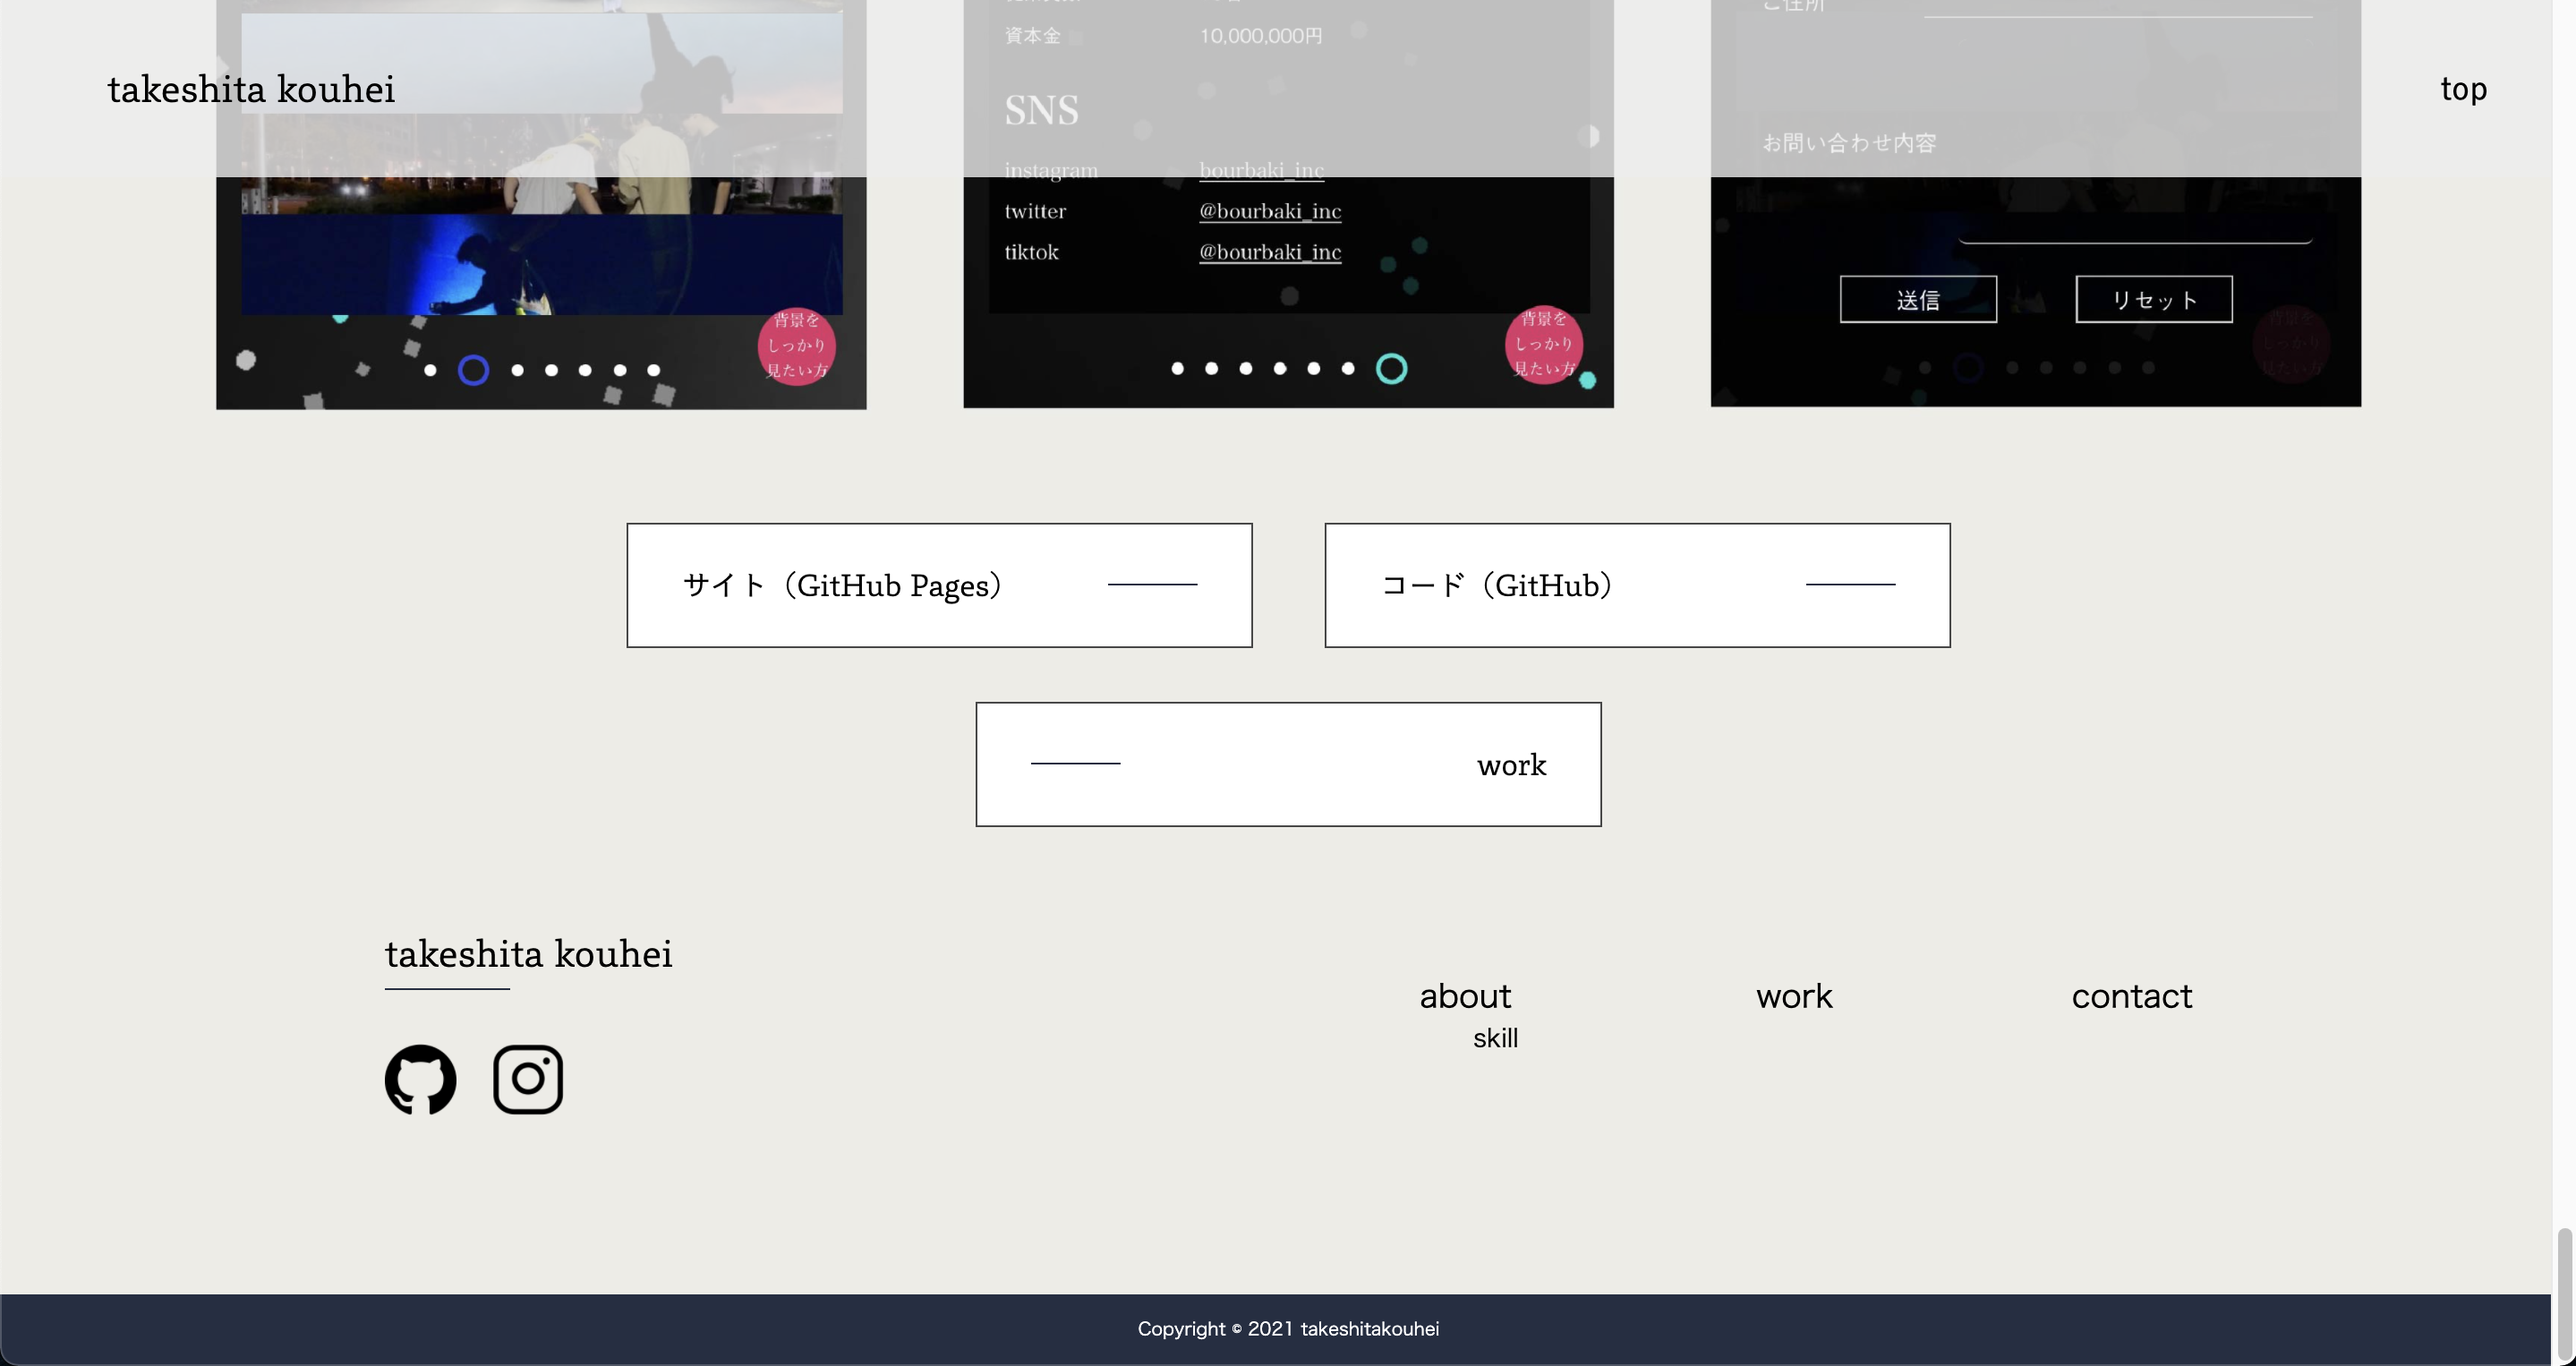 takeshita kouhei
top
資本金 10,000,000円
SNS
instagram bourbaki_inc
twitter @bourbaki_inc
tiktok @bourbaki_inc
背景を
しっかり
見たい方
背景を
しっかり
見たい方
ご住所
お問い合わせ内容
送信 リセット
背景を
しっかり
見たい方
サイト（GitHub Pages）
コード（GitHub）
work
takeshita kouhei
about
skill
work
contact
Copyright © 2021 takeshitakouhei